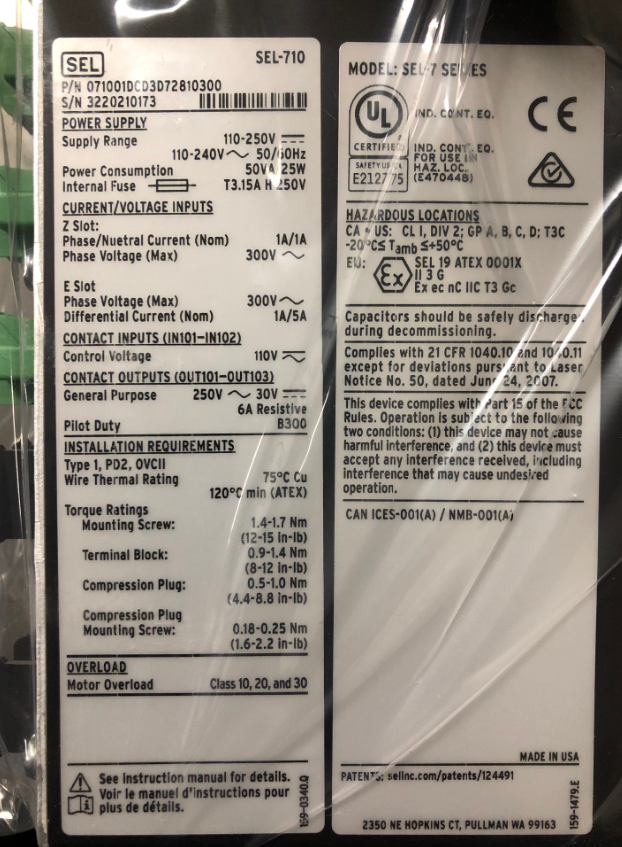 SEL
SEL-710
P/N 071001DCD3D72810300
S/N 3220210173
POWER SUPPLY
Supply Range 110-250V
110-240V 50/60Hz
Power Consumption 50VA/25W
Internal Fuse T3.15A H 250V
CURRENT/VOLTAGE INPUTS
Z Slot:
Phase/Nuetral Current (Nom) 1A/1A
Phase Voltage (Max) 300V
E Slot
Phase Voltage (Max) 300V
Differential Current (Nom) 1A/5A
CONTACT INPUTS (IN101-IN102)
Control Voltage 110V
CONTACT OUTPUTS (OUT101-OUT103)
General Purpose 250V ~ 30V
6A Resistive
Pilot Duty B300
INSTALLATION REQUIREMENTS
Type 1, PD2, OVCII
Wire Thermal Rating 75°C Cu
120°C min (ATEX)
Torque Ratings
Mounting Screw: 1.4-1.7 Nm
(12-15 in-lb)
Terminal Block: 0.9-1.4 Nm
(8-12 in-lb)
Compression Plug: 0.5-1.0 Nm
(4.4-8.8 in-lb)
Compression Plug
Mounting Screw: 0.18-0.25 Nm
(1.6-2.2 in-lb)
OVERLOAD
Motor Overload Class 10, 20, and 30
See instruction manual for details.
Voir le manuel d'instructions pour
plus de détails.
159-0340.Q
MODEL: SEL-7 SERIES
UL
CERTIFIED
SAFETY US CA
E212775
IND. CONT. EQ.
IND. CONT. EQ.
FOR USE IN
HAZ. LOC.
(E470448)
CE
HAZARDOUS LOCATIONS
CA + US: CL I, DIV 2; GP A, B, C, D; T3C
-20°C≤ Tamb ≤+50°C
EU: Ex SEL 19 ATEX 0001X
II 3 G
Ex ec nC IIC T3 Gc
Capacitors should be safely discharged
during decommissioning.
Complies with 21 CFR 1040.10 and 1040.11
except for deviations pursuant to Laser
Notice No. 50, dated June 24, 2007.
This device complies with Part 15 of the FCC
Rules. Operation is subject to the following
two conditions: (1) this device may not cause
harmful interference, and (2) this device must
accept any interference received, including
interference that may cause undesired
operation.
CAN ICES-001(A) / NMB-001(A)
MADE IN USA
PATENTS: selinc.com/patents/124491
2350 NE HOPKINS CT, PULLMAN WA 99163
159-1479.E